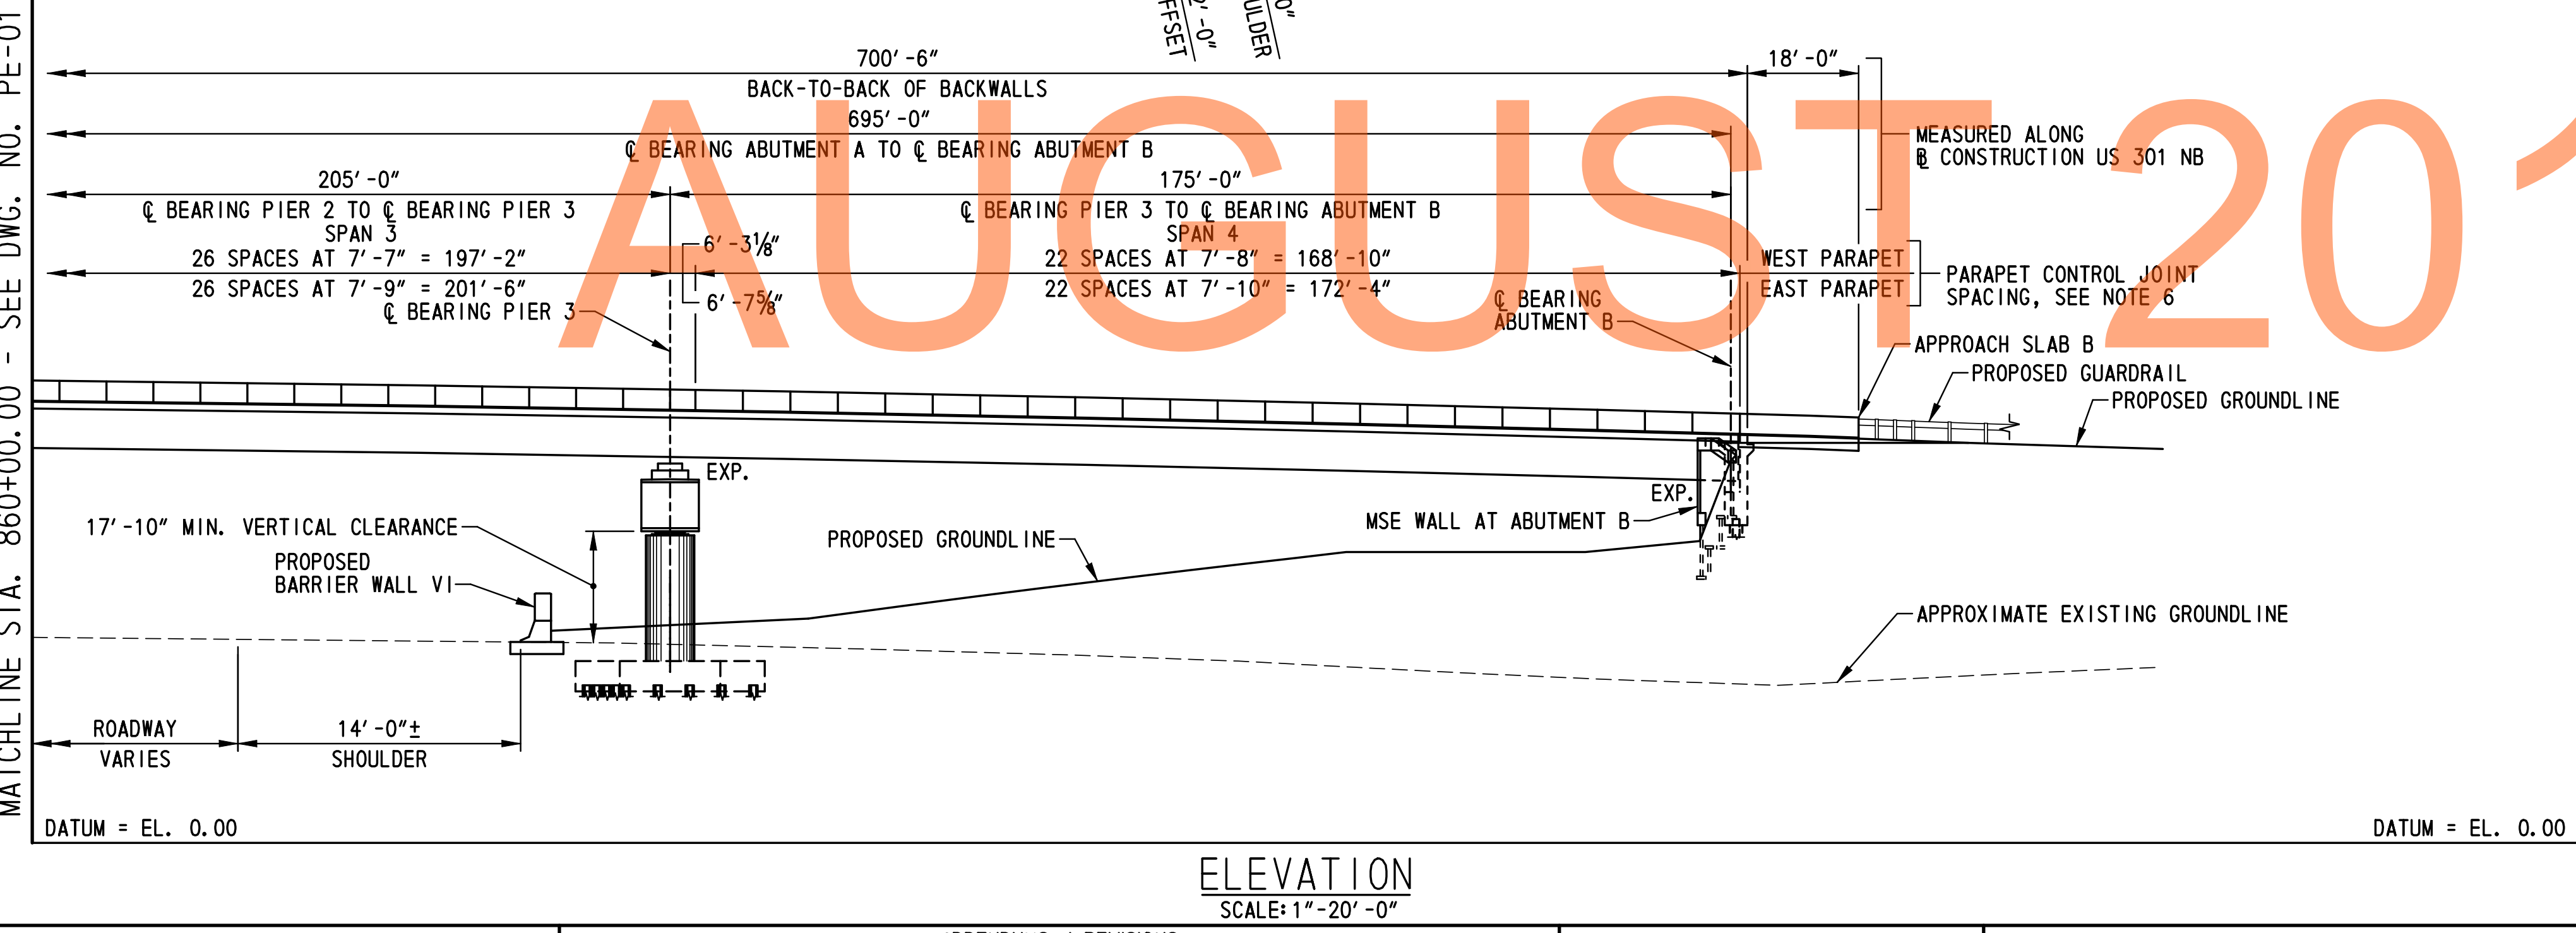 MATCHLINE STA. 860+00.00 - SEE DWG. NO. PE-01
2'-0"
OFFSET
SHOULDER
700'-6"
18'-0"
BACK-TO-BACK OF BACKWALLS
695'-0"
℄ BEARING ABUTMENT A TO ℄ BEARING ABUTMENT B
MEASURED ALONG
℄ CONSTRUCTION US 301 NB
205'-0"
175'-0"
℄ BEARING PIER 2 TO ℄ BEARING PIER 3
℄ BEARING PIER 3 TO ℄ BEARING ABUTMENT B
SPAN 3
SPAN 4
6'-3⅛"
26 SPACES AT 7'-7" = 197'-2"
22 SPACES AT 7'-8" = 168'-10"
WEST PARAPET
26 SPACES AT 7'-9" = 201'-6"
6'-7⅝"
22 SPACES AT 7'-10" = 172'-4"
EAST PARAPET
PARAPET CONTROL JOINT
SPACING, SEE NOTE 6
℄ BEARING PIER 3
℄ BEARING
ABUTMENT B
AUGUST 201
APPROACH SLAB B
PROPOSED GUARDRAIL
PROPOSED GROUNDLINE
EXP.
EXP.
17'-10" MIN. VERTICAL CLEARANCE
MSE WALL AT ABUTMENT B
PROPOSED GROUNDLINE
PROPOSED
BARRIER WALL VI
APPROXIMATE EXISTING GROUNDLINE
ROADWAY
VARIES
14'-0"±
SHOULDER
DATUM = EL. 0.00
DATUM = EL. 0.00
ELEVATION
SCALE: 1"-20'-0"